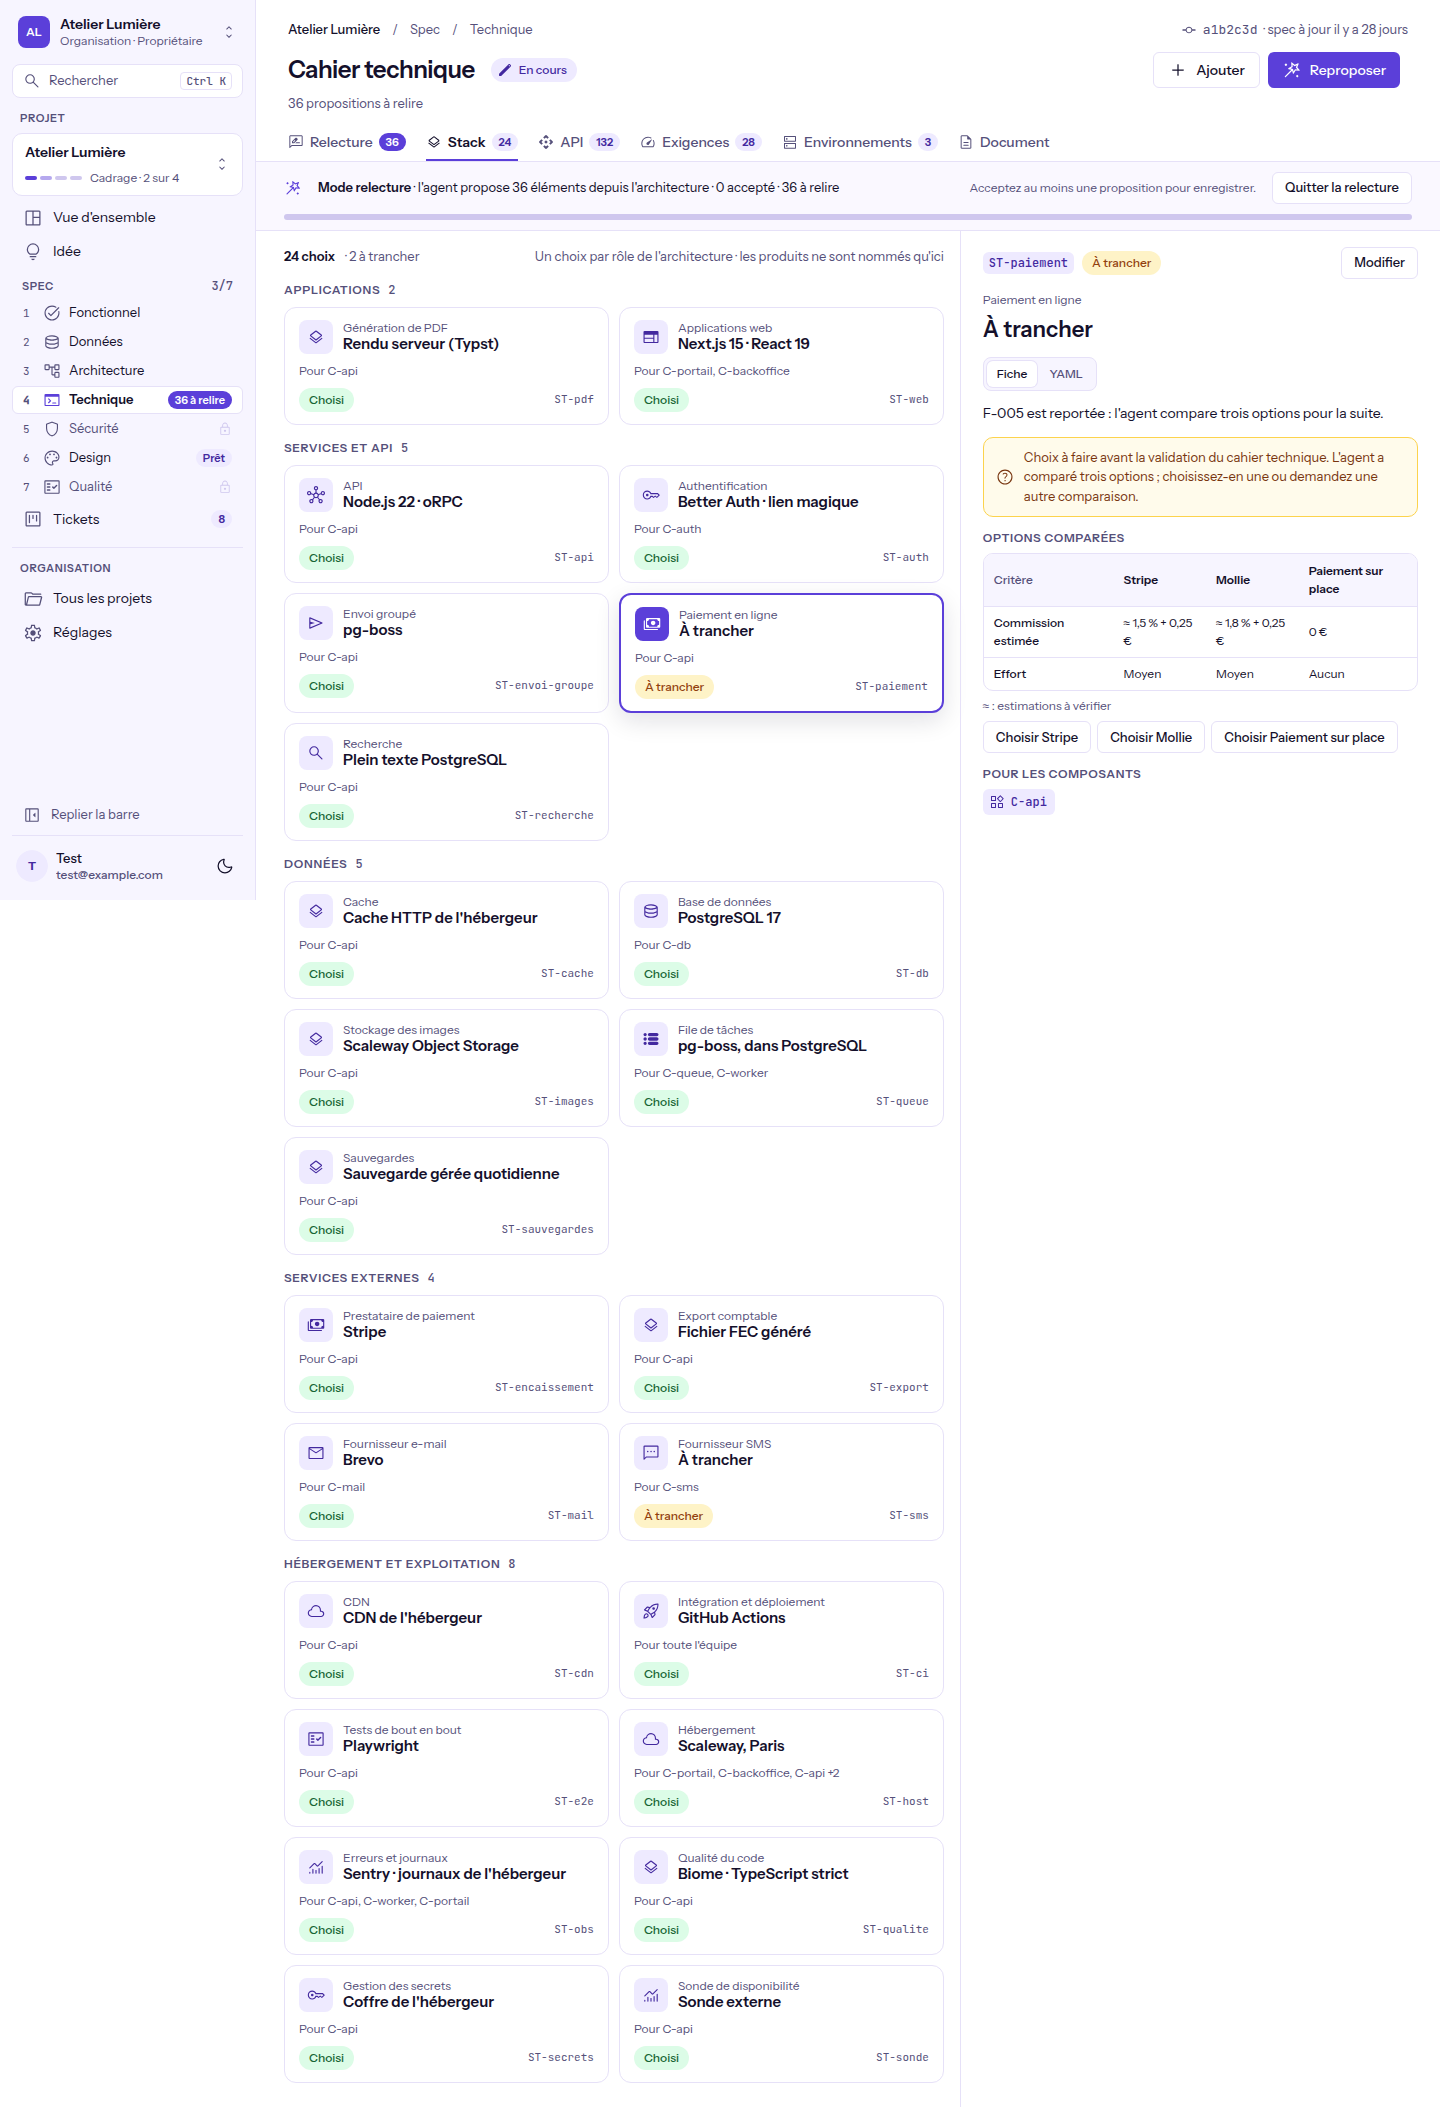 AL
Atelier Lumière
Organisation · Propriétaire
Rechercher
Ctrl K
PROJET
Atelier Lumière
Cadrage · 2 sur 4
Vue d'ensemble
Idée
SPEC 3/7
1 Fonctionnel
2 Données
3 Architecture
4 Technique 36 à relire
5 Sécurité
6 Design Prêt
7 Qualité
Tickets 8
ORGANISATION
Tous les projets
Réglages
Replier la barre
T
Test
test@example.com
Atelier Lumière / Spec / Technique
a1b2c3d · spec à jour il y a 28 jours
Cahier technique
En cours
Ajouter
Reproposer
36 propositions à relire
Relecture 36
Stack 24
API 132
Exigences 28
Environnements 3
Document
Mode relecture · l'agent propose 36 éléments depuis l'architecture · 0 accepté · 36 à relire
Acceptez au moins une proposition pour enregistrer.
Quitter la relecture
24 choix · 2 à trancher
Un choix par rôle de l'architecture · les produits ne sont nommés qu'ici
APPLICATIONS 2
Génération de PDF
Rendu serveur (Typst)
Pour C-api
Choisi ST-pdf
Applications web
Next.js 15 · React 19
Pour C-portail, C-backoffice
Choisi ST-web
SERVICES ET API 5
API
Node.js 22 · oRPC
Pour C-api
Choisi ST-api
Authentification
Better Auth · lien magique
Pour C-auth
Choisi ST-auth
Envoi groupé
pg-boss
Pour C-api
Choisi ST-envoi-groupe
Paiement en ligne
À trancher
Pour C-api
À trancher ST-paiement
Recherche
Plein texte PostgreSQL
Pour C-api
Choisi ST-recherche
DONNÉES 5
Cache
Cache HTTP de l'hébergeur
Pour C-api
Choisi ST-cache
Base de données
PostgreSQL 17
Pour C-db
Choisi ST-db
Stockage des images
Scaleway Object Storage
Pour C-api
Choisi ST-images
File de tâches
pg-boss, dans PostgreSQL
Pour C-queue, C-worker
Choisi ST-queue
Sauvegardes
Sauvegarde gérée quotidienne
Pour C-api
Choisi ST-sauvegardes
SERVICES EXTERNES 4
Prestataire de paiement
Stripe
Pour C-api
Choisi ST-encaissement
Export comptable
Fichier FEC généré
Pour C-api
Choisi ST-export
Fournisseur e-mail
Brevo
Pour C-mail
Choisi ST-mail
Fournisseur SMS
À trancher
Pour C-sms
À trancher ST-sms
HÉBERGEMENT ET EXPLOITATION 8
CDN
CDN de l'hébergeur
Pour C-api
Choisi ST-cdn
Intégration et déploiement
GitHub Actions
Pour toute l'équipe
Choisi ST-ci
Tests de bout en bout
Playwright
Pour C-api
Choisi ST-e2e
Hébergement
Scaleway, Paris
Pour C-portail, C-backoffice, C-api +2
Choisi ST-host
Erreurs et journaux
Sentry · journaux de l'hébergeur
Pour C-api, C-worker, C-portail
Choisi ST-obs
Qualité du code
Biome · TypeScript strict
Pour C-api
Choisi ST-qualite
Gestion des secrets
Coffre de l'hébergeur
Pour C-api
Choisi ST-secrets
Sonde de disponibilité
Sonde externe
Pour C-api
Choisi ST-sonde
ST-paiement À trancher
Modifier
Paiement en ligne
À trancher
Fiche YAML
F-005 est reportée : l'agent compare trois options pour la suite.
Choix à faire avant la validation du cahier technique. L'agent a
comparé trois options ; choisissez-en une ou demandez une
autre comparaison.
OPTIONS COMPARÉES
Critère Stripe Mollie Paiement sur place
Commission estimée ≈ 1,5 % + 0,25 € ≈ 1,8 % + 0,25 € 0 €
Effort Moyen Moyen Aucun
≈ : estimations à vérifier
Choisir Stripe
Choisir Mollie
Choisir Paiement sur place
POUR LES COMPOSANTS
C-api